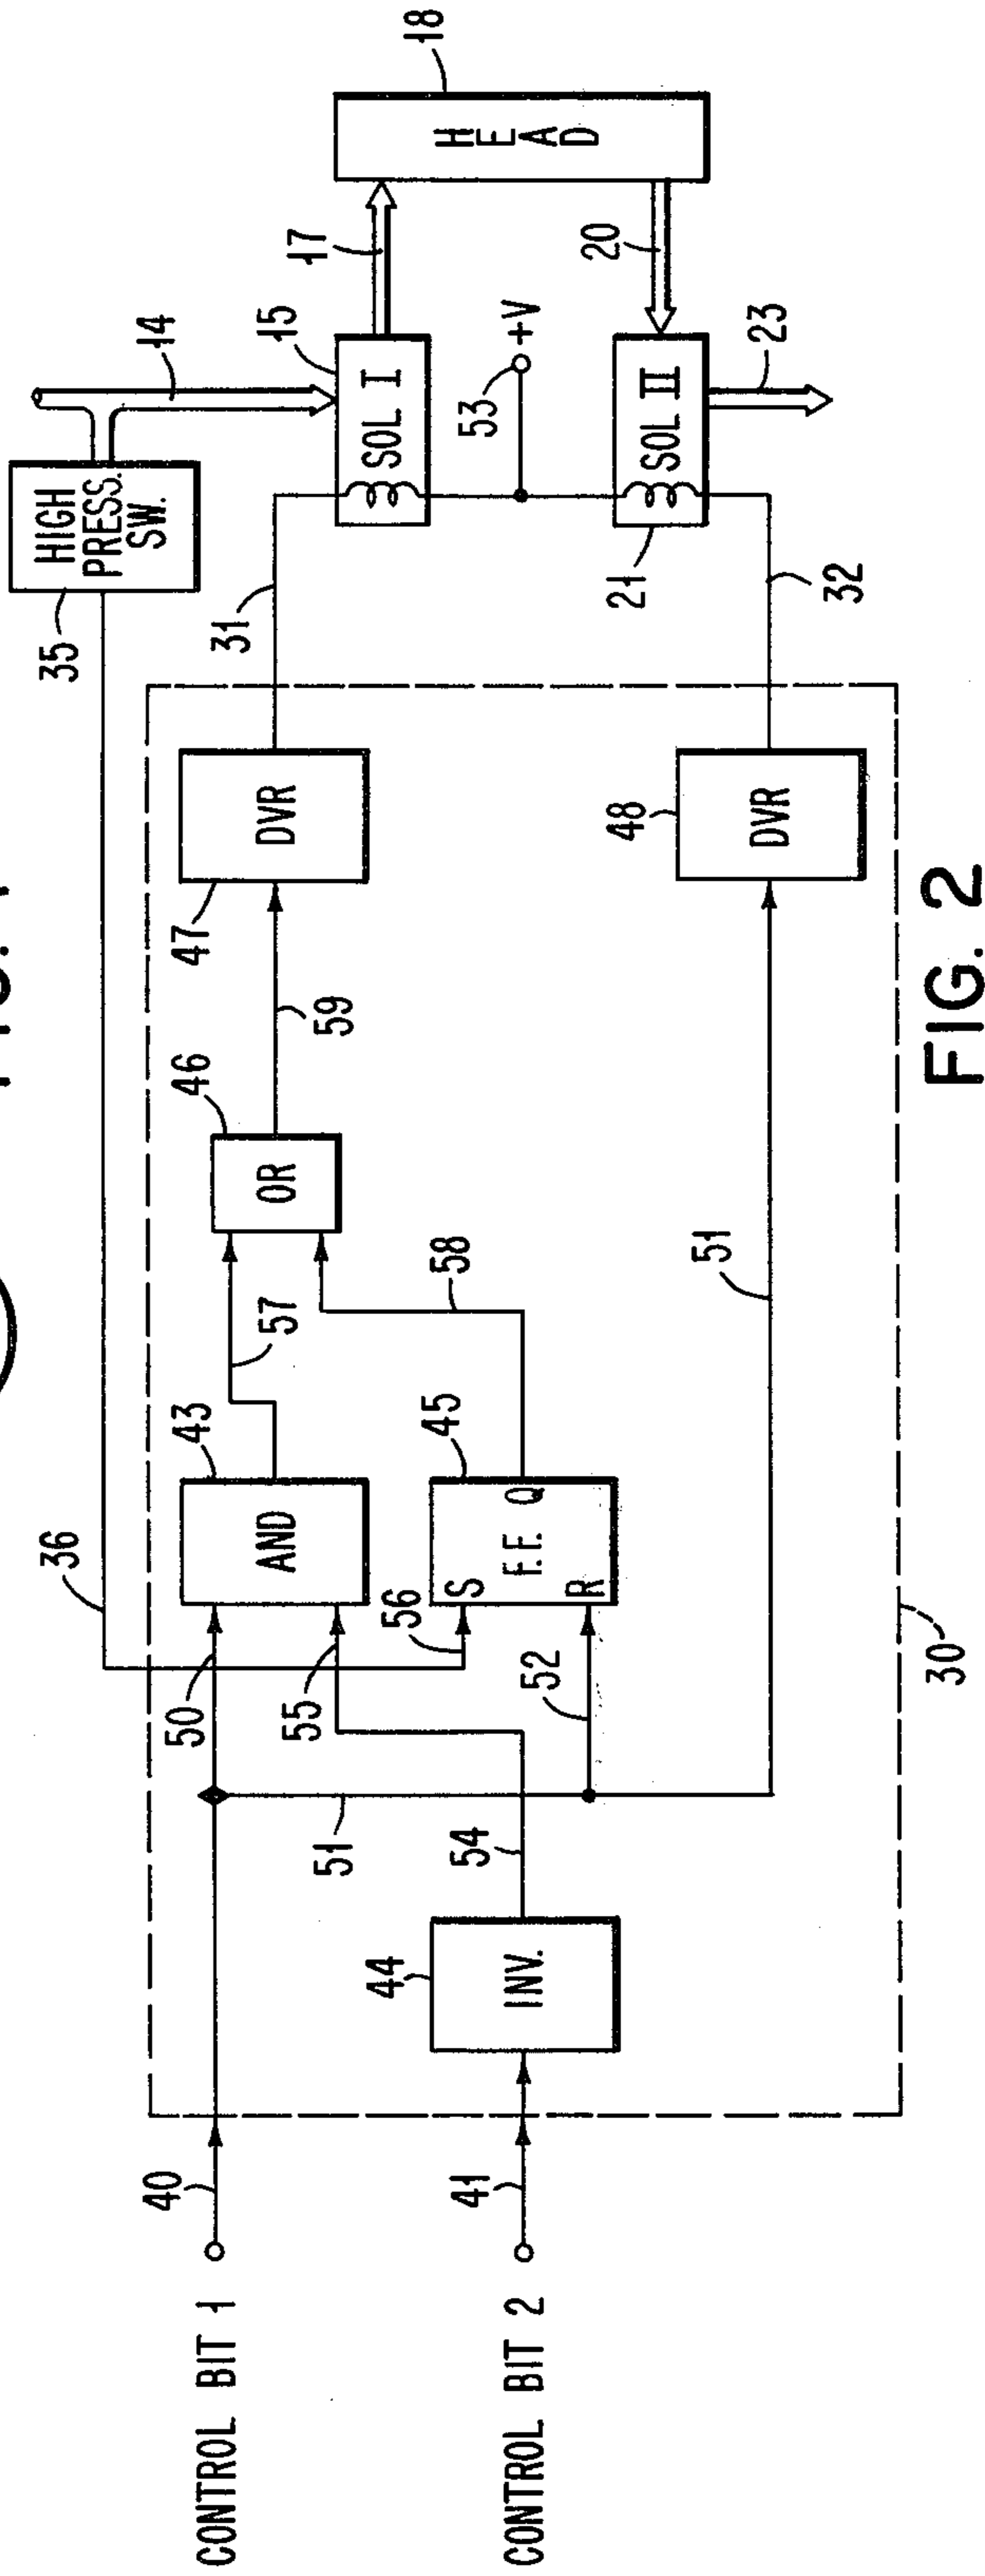 35
HIGH
PRESS.
SW.
14
15
SOL I
17
18
HEAD
20
53
+V
SOL II
21
23
31
32
36
47
DVR
48
DVR
59
46
OR
57
58
43
AND
45
S
F.F.
Q
R
50
55
56
52
51
51
54
44
INV.
30
40
CONTROL BIT 1
41
CONTROL BIT 2
FIG. 2